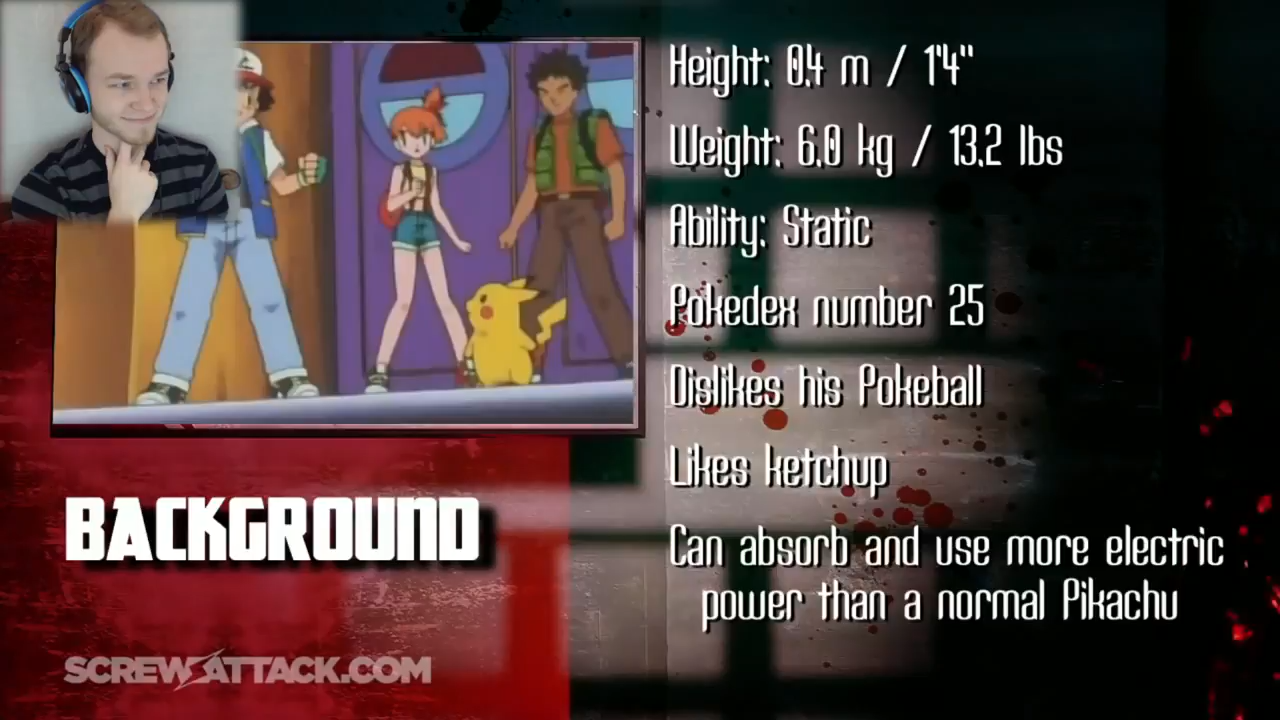 Height: 0.4 m / 1'4"
Weight: 6.0 kg / 13.2 lbs
Ability: Static
Pokedex number 25
Dislikes his Pokeball
Likes ketchup
Can absorb and use more electric
power than a normal Pikachu
BACKGROUND
SCREWATTACK.COM